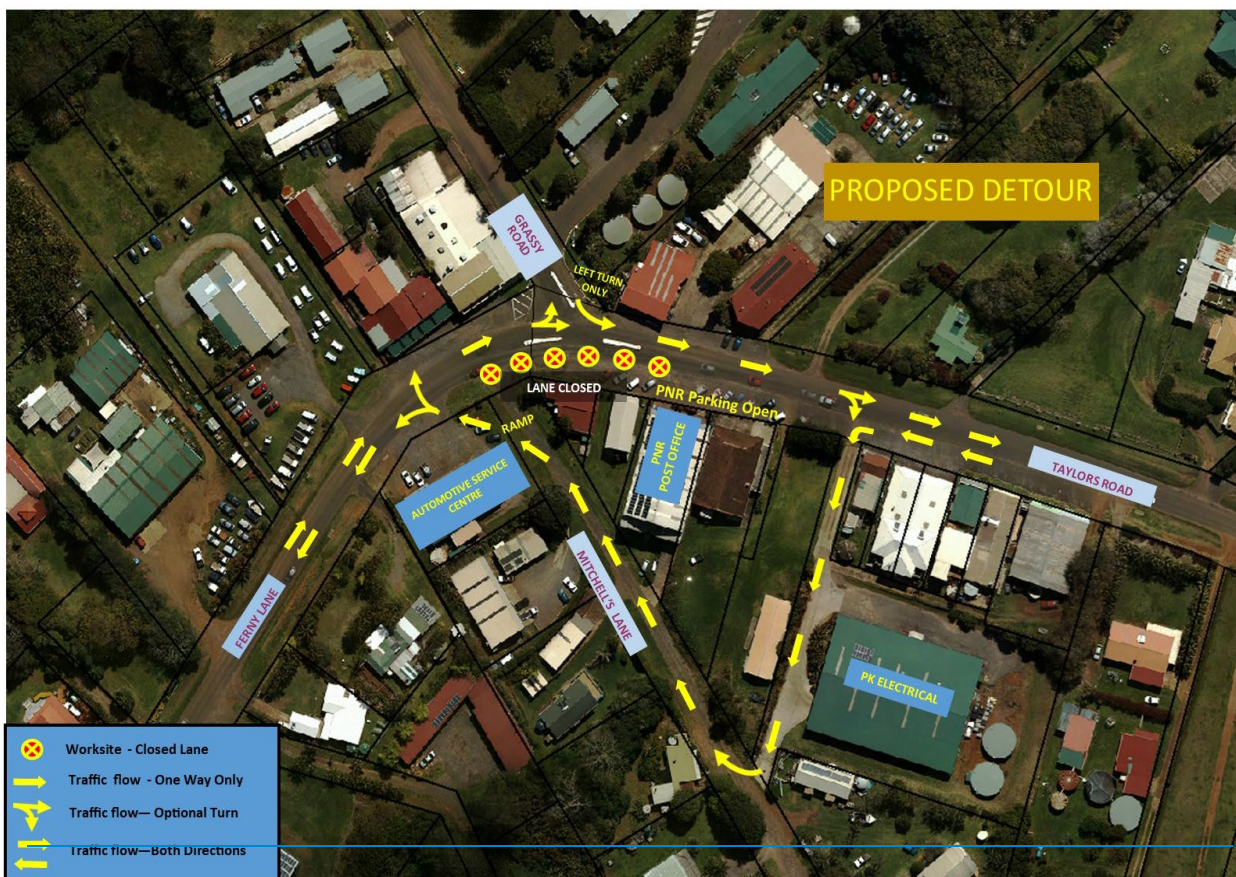 PROPOSED DETOUR
GRASSY
ROAD
LEFT TURN
ONLY
LANE CLOSED
PNR Parking Open
RAMP
PNR
POST OFFICE
AUTOMOTIVE SERVICE
CENTRE
TAYLORS ROAD
MITCHELL'S LANE
FERNY LANE
PK ELECTRICAL
Worksite - Closed Lane
Traffic flow - One Way Only
Traffic flow— Optional Turn
Traffic flow—Both Directions